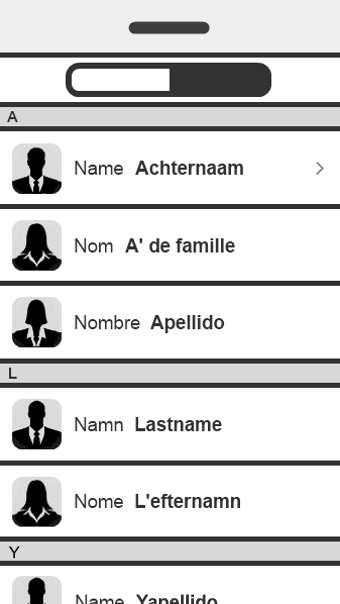 A
Name Achternaam
Nom A' de famille
Nombre Apellido
L
Namn Lastname
Nome L'efternamn
Y
Name Yapellido